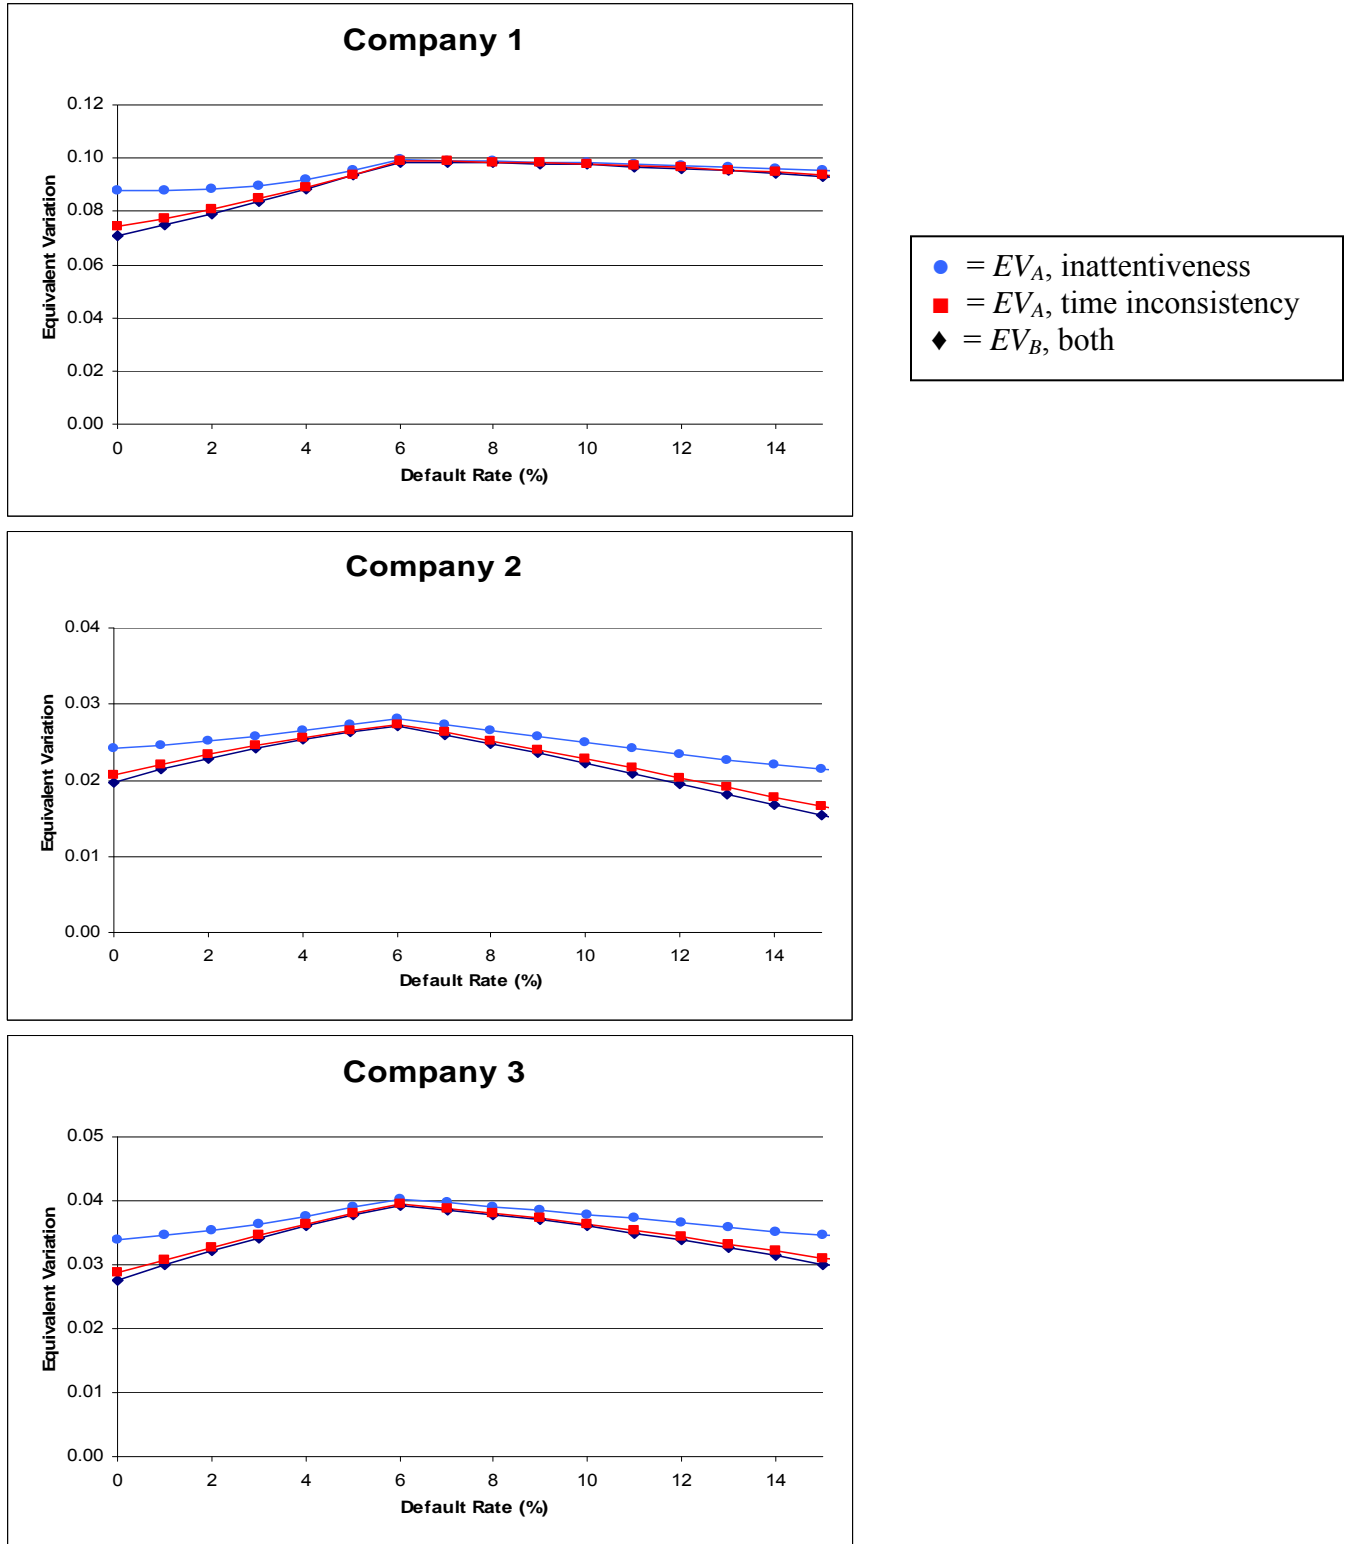 Company 1
0.12
0.10
0.08
0.06
0.04
0.02
0.00
Equivalent Variation
0 2 4 6 8 10 12 14
Default Rate (%)
● = EV_A, inattentiveness
■ = EV_A, time inconsistency
♦ = EV_B, both
Company 2
0.04
0.03
0.02
0.01
0.00
Equivalent Variation
0 2 4 6 8 10 12 14
Default Rate (%)
Company 3
0.05
0.04
0.03
0.02
0.01
0.00
Equivalent Variation
0 2 4 6 8 10 12 14
Default Rate (%)